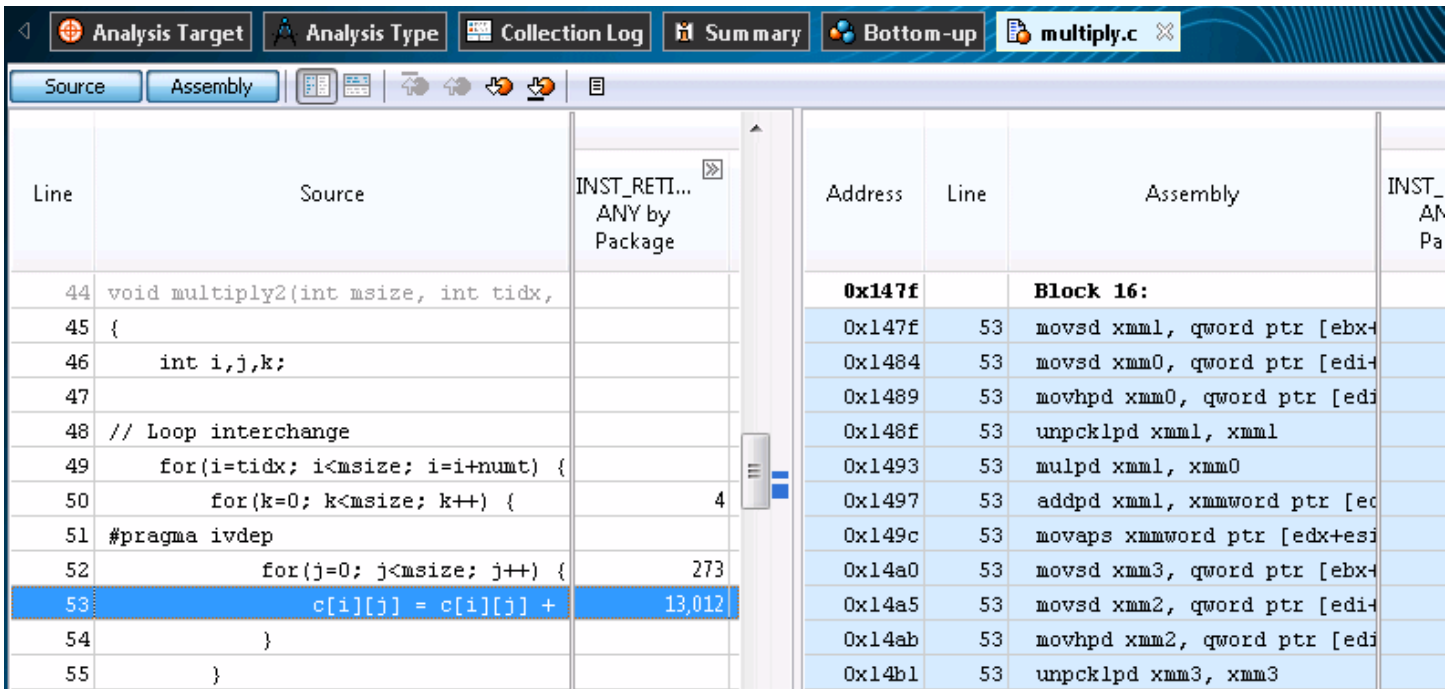 Analysis Target Analysis Type Collection Log Summary Bottom-up multiply.c
Source Assembly
Line Source INST_RETI... ANY by Package
44 void multiply2(int msize, int tidx,
45 {
46 int i,j,k;
47
48 // Loop interchange
49 for(i=tidx; i<msize; i=i+numt) {
50 for(k=0; k<msize; k++) { 4
51 #pragma ivdep
52 for(j=0; j<msize; j++) { 273
53 c[i][j] = c[i][j] + 13,012
54 }
55 }
Address Line Assembly INST_ AN Pa
0x147f Block 16:
0x147f 53 movsd xmm1, qword ptr [ebx+
0x1484 53 movsd xmm0, qword ptr [edi+
0x1489 53 movhpd xmm0, qword ptr [edi
0x148f 53 unpcklpd xmm1, xmm1
0x1493 53 mulpd xmm1, xmm0
0x1497 53 addpd xmm1, xmmword ptr [ed
0x149c 53 movaps xmmword ptr [edx+esi
0x14a0 53 movsd xmm3, qword ptr [ebx+
0x14a5 53 movsd xmm2, qword ptr [edi+
0x14ab 53 movhpd xmm2, qword ptr [edi
0x14b1 53 unpcklpd xmm3, xmm3